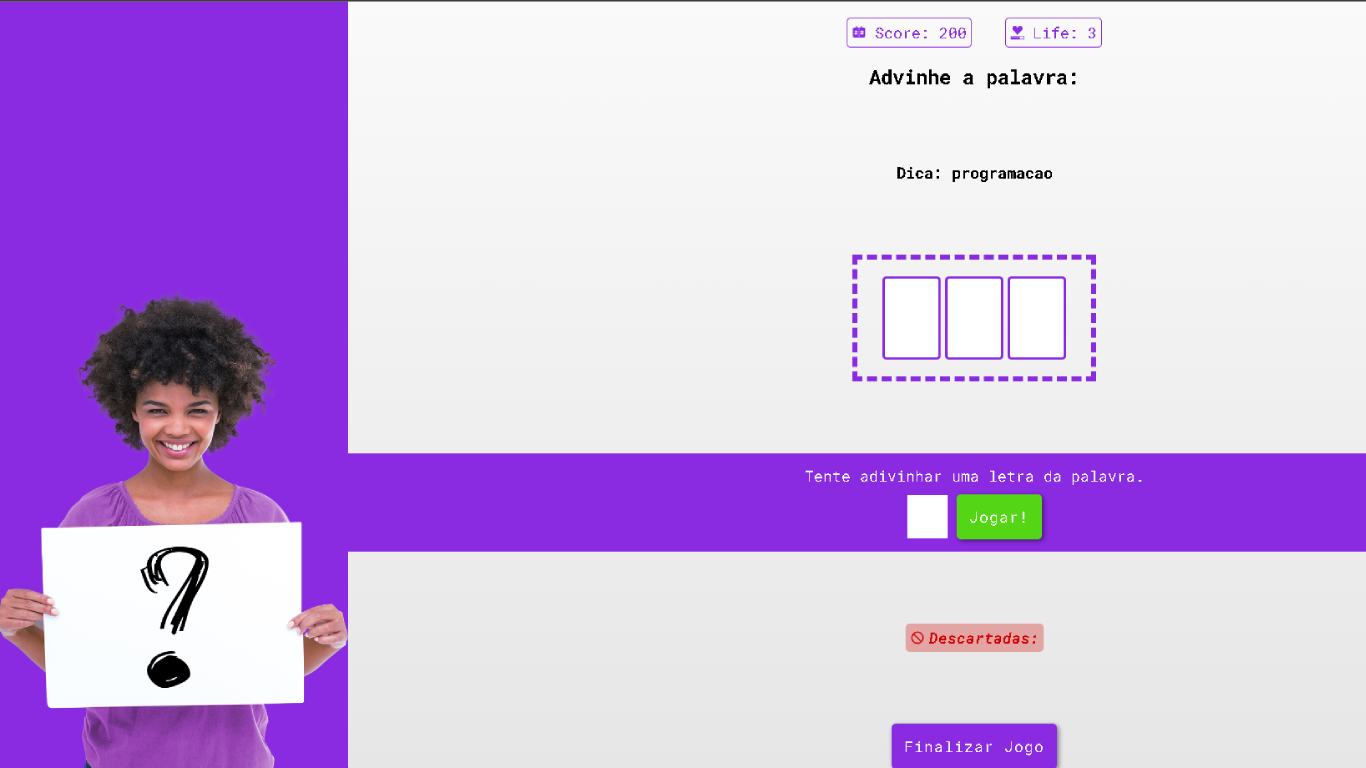 Score: 200
Life: 3
Advinhe a palavra:
Dica: programacao
Tente adivinhar uma letra da palavra.
Jogar!
?
Descartadas:
Finalizar Jogo